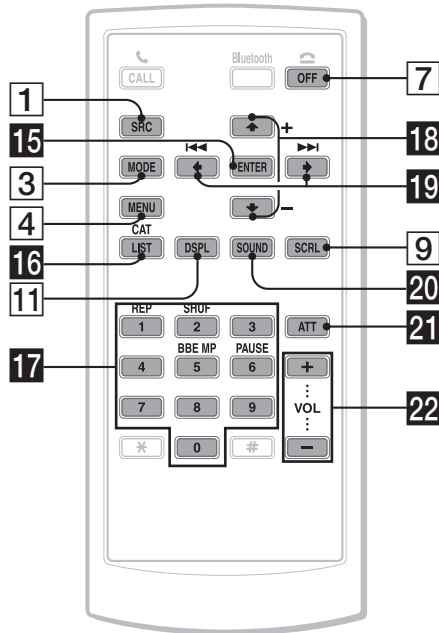 CALL Bluetooth OFF 7
1 SRC + 18
15
3 MODE ENTER 19
4 MENU −
CAT
16 LIST DSPL SOUND SCRL 9
11 20
REP SHUF
1 2 3 ATT 21
BBE MP PAUSE
17 4 5 6 +
VOL 22
7 8 9
* 0 # −